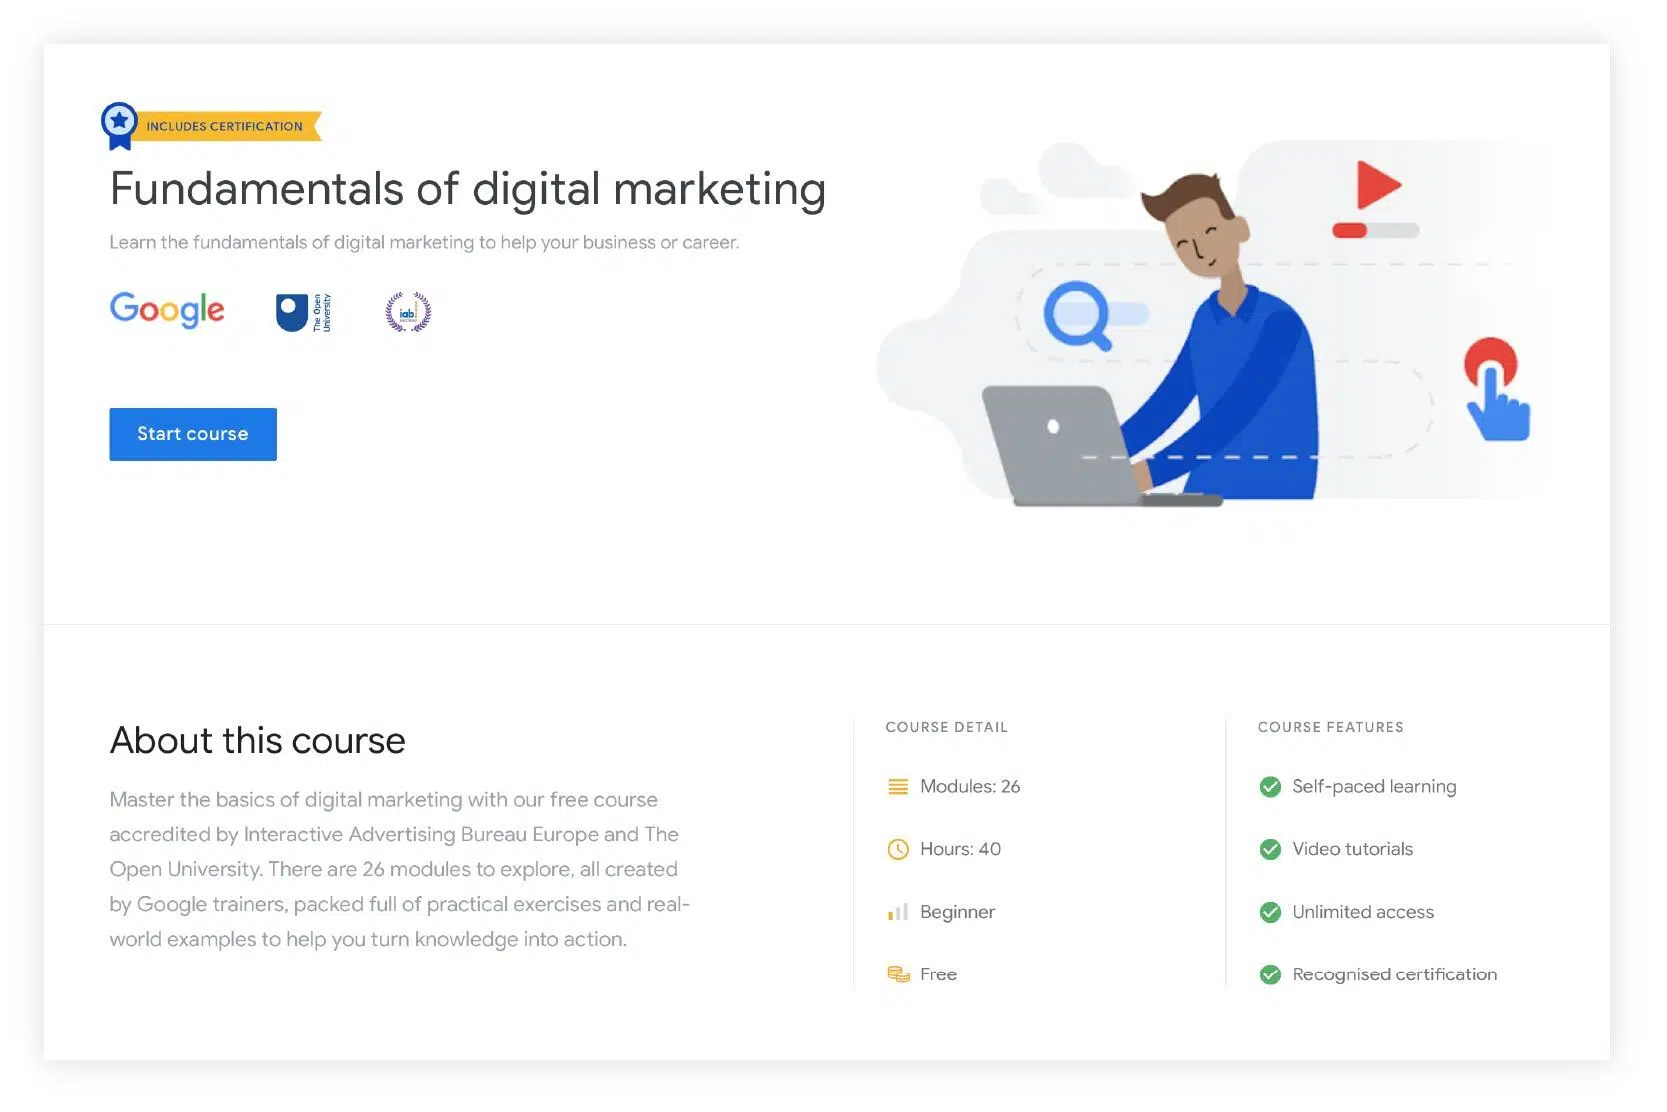 INCLUDES CERTIFICATION
Fundamentals of digital marketing
Learn the fundamentals of digital marketing to help your business or career.
Google
The Open
University
iab
Start course
About this course
Master the basics of digital marketing with our free course
accredited by Interactive Advertising Bureau Europe and The
Open University. There are 26 modules to explore, all created
by Google trainers, packed full of practical exercises and real-
world examples to help you turn knowledge into action.
COURSE DETAIL
Modules: 26
Hours: 40
Beginner
Free
COURSE FEATURES
Self-paced learning
Video tutorials
Unlimited access
Recognised certification